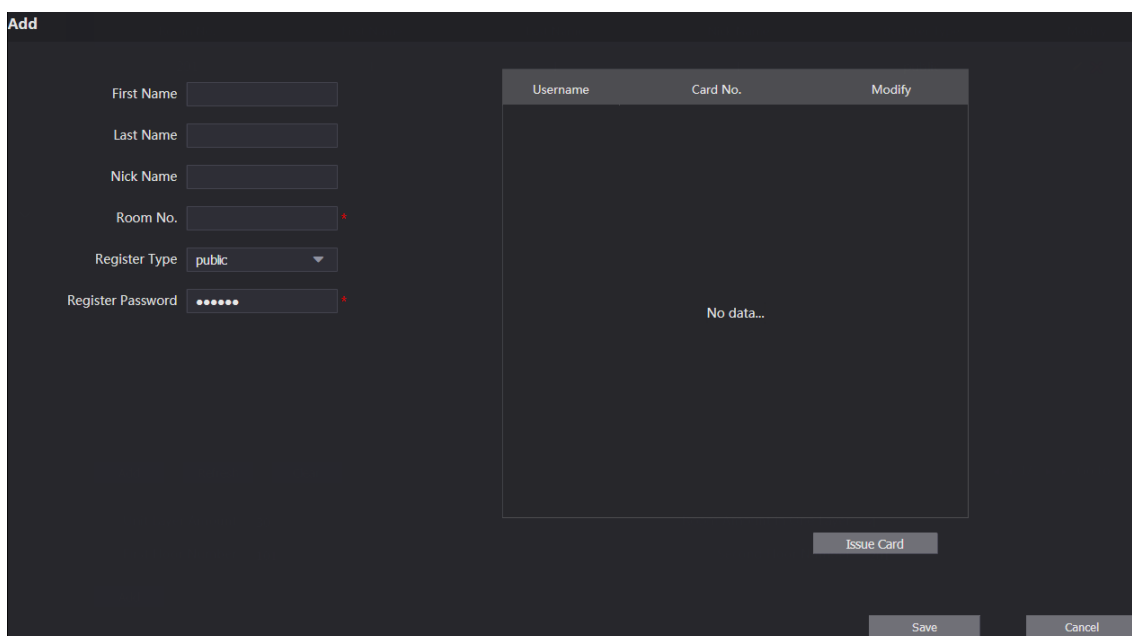 Add
First Name
Last Name
Nick Name
Room No. *
Register Type public
Register Password •••••• *
Username Card No. Modify
No data...
Issue Card
Save Cancel